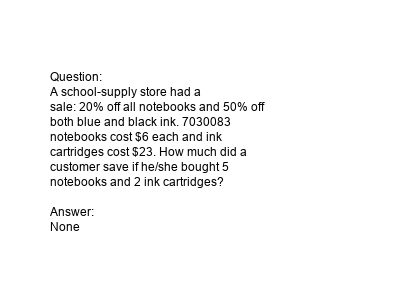 Question:
A school-supply store had a
sale: 20% off all notebooks and 50% off
both blue and black ink. 7030083
notebooks cost $6 each and ink
cartridges cost $23. How much did a
customer save if he/she bought 5
notebooks and 2 ink cartridges?
Answer:
None